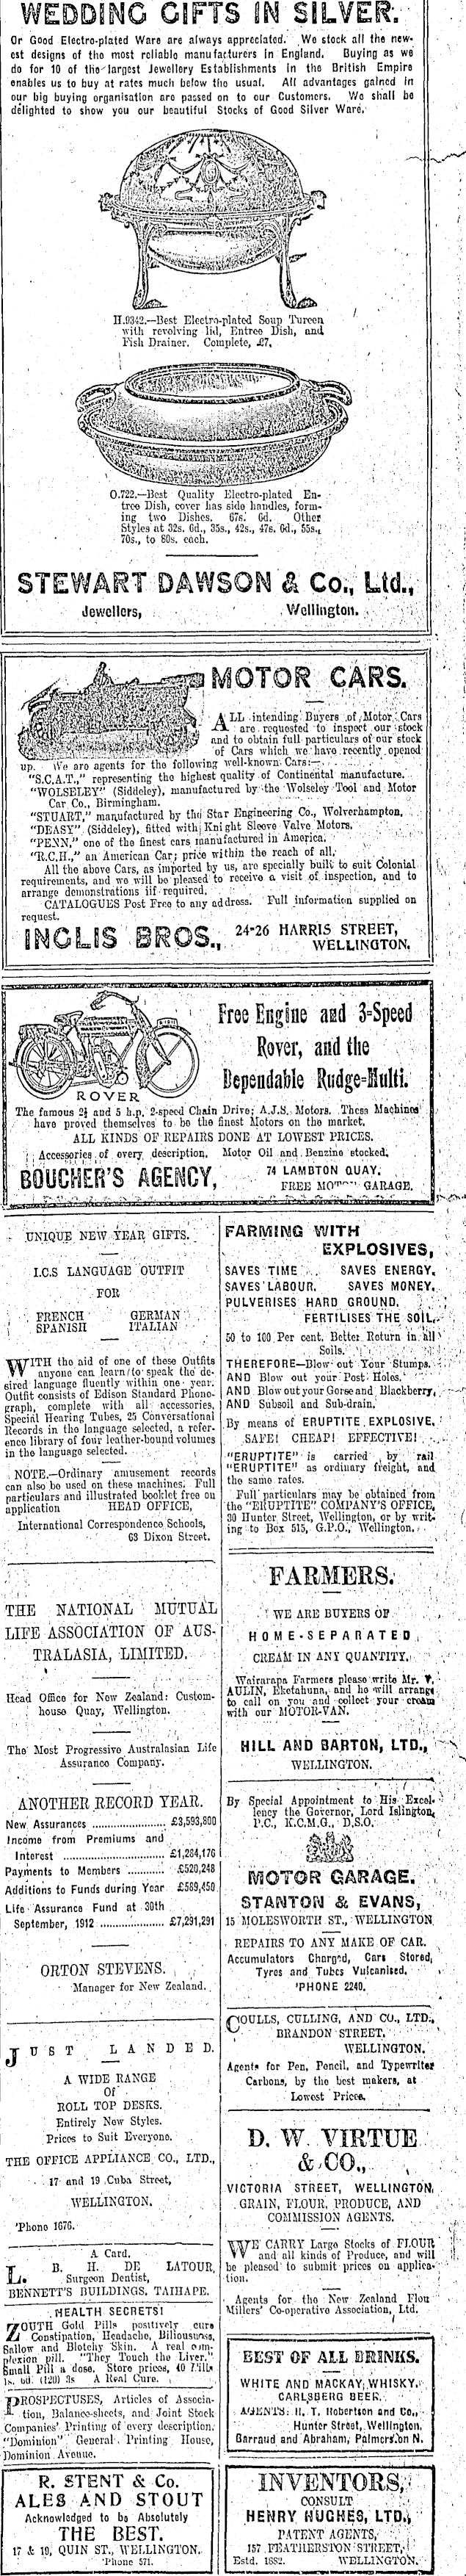 WEDDING GIFTS IN SILVER.
Or Good Electro-plated Ware are always appreciated. We stock all the new-
est designs of the most reliable manufacturers in England. Buying as we
do for 10 of the largest Jewellery Establishments in the British Empire
enables us to buy at rates much below the usual. All advantages gained in
our big buying organisation are passed on to our Customers. We shall be
delighted to show you our beautiful Stocks of Good Silver Ware.
H.9342.—Best Electro-plated Soup Tureen
with revolving lid, Entree Dish, and
Fish Drainer. Complete, £7.
O.722.—Best Quality Electro-plated En-
tree Dish, cover has side handles, form-
ing two Dishes. 67s. 6d. Other
Styles at 32s. 6d., 35s., 42s., 47s. 6d., 55s.,
70s., to 80s. each.
STEWART DAWSON & Co., Ltd.,
Jewellers, Wellington.
MOTOR CARS.
ALL intending Buyers of Motor Cars
are requested to inspect our stock
and to obtain full particulars of our stock
of Cars which we have recently opened
up. We are agents for the following well-known Cars:—
"S.C.A.T.," representing the highest quality of Continental manufacture.
"WOLSELEY" (Siddeley), manufactured by the Wolseley Tool and Motor
Car Co., Birmingham.
"STUART," manufactured by the Star Engineering Co., Wolverhampton.
"DEASY" (Siddeley), fitted with Knight Sleeve Valve Motors.
"PENN," one of the finest cars manufactured in America.
"R.C.H.," an American Car; price within the reach of all.
All the above Cars, as imported by us, are specially built to suit Colonial
requirements, and we will be pleased to receive a visit of inspection, and to
arrange demonstrations iif required.
CATALOGUES Post Free to any address. Full information supplied on
request.
INGLIS BROS., 24-26 HARRIS STREET,
WELLINGTON.
Free Engine and 3-Speed
Rover, and the
Dependable Rudge-Multi.
ROVER
The famous 2½ and 5 h.p. 2-speed Chain Drive; A.J.S. Motors. These Machines
have proved themselves to be the finest Motors on the market.
ALL KINDS OF REPAIRS DONE AT LOWEST PRICES.
Accessories of every description. Motor Oil and Benzine stocked.
BOUCHER'S AGENCY, 74 LAMBTON QUAY.
FREE MOTOR GARAGE.
UNIQUE NEW YEAR GIFTS.
I.C.S LANGUAGE OUTFIT
FOR
FRENCH GERMAN
SPANISH ITALIAN
WITH the aid of one of these Outfits
anyone can learn to speak the de-
sired language fluently within one year.
Outfit consists of Edison Standard Phono-
graph, complete with all accessories,
Special Hearing Tubes, 25 Conversational
Records in the language selected, a refer-
ence library of four leather-bound volumes
in the language selected.
NOTE.—Ordinary amusement records
can also be used on these machines. Full
particulars and illustrated booklet free on
application HEAD OFFICE,
International Correspondence Schools,
63 Dixon Street.
THE NATIONAL MUTUAL
LIFE ASSOCIATION OF AUS-
TRALASIA, LIMITED.
Head Office for New Zealand: Custom-
house Quay, Wellington.
The Most Progressive Australasian Life
Assurance Company.
ANOTHER RECORD YEAR.
New Assurances .................. £3,593,800
Income from Premiums and
Interest .................. £1,284,176
Payments to Members .......... £520,248
Additions to Funds during Year £589,450
Life Assurance Fund at 30th
September, 1912 .................. £7,291,291
ORTON STEVENS.
Manager for New Zealand.
JUST LANDED.
A WIDE RANGE
Of
ROLL TOP DESKS.
Entirely New Styles.
Prices to Suit Everyone.
THE OFFICE APPLIANCE CO., LTD.,
17 and 19 Cuba Street,
WELLINGTON.
'Phone 1676.
A Card.
L. B. H. DE LATOUR,
Surgeon Dentist,
BENNETT'S BUILDINGS, TAIHAPE.
HEALTH SECRETS!
ZOUTH Gold Pills positively cure
Constipation, Headache, Biliousness,
Sallow and Blotchy Skin. A real com-
plexion pill. "They Touch the Liver."
Small Pill a dose. Store prices, 40 Pills
1s. 6d. (120) 3s A Real Cure.
PROSPECTUSES, Articles of Associa-
tion, Balance-sheets, and Joint Stock
Companies' Printing of every description.
"Dominion" General Printing House,
Dominion Avenue.
R. STENT & Co.
ALES AND STOUT
Acknowledged to be Absolutely
THE BEST.
17 & 19, QUIN ST., WELLINGTON.
'Phone 571.
FARMING WITH
EXPLOSIVES,
SAVES TIME SAVES ENERGY.
SAVES LABOUR. SAVES MONEY.
PULVERISES HARD GROUND.
FERTILISES THE SOIL.
50 to 100 Per cent. Better Return in all
Soils.
THEREFORE—Blow out Your Stumps.
AND Blow out your Post Holes.
AND Blow out your Gorse and Blackberry.
AND Subsoil and Sub-drain.
By means of ERUPTITE EXPLOSIVE.
SAFE! CHEAP! EFFECTIVE!
"ERUPTITE" is carried by rail
"ERUPTITE" as ordinary freight, and
the same rates.
Full particulars may be obtained from
the "ERUPTITE" COMPANY'S OFFICE,
30 Hunter Street, Wellington, or by writ-
ing to Box 515, G.P.O., Wellington.
FARMERS.
WE ARE BUYERS OF
HOME-SEPARATED
CREAM IN ANY QUANTITY.
Wairarapa Farmers please write Mr.
AULIN, Eketahuna, and he will arrange
to call on you and collect your cream
with our MOTOR-VAN.
HILL AND BARTON, LTD.,
WELLINGTON.
By Special Appointment to His Excel-
lency the Governor, Lord Islington,
P.C., K.C.M.G., D.S.O.
MOTOR GARAGE.
STANTON & EVANS,
15 MOLESWORTH ST., WELLINGTON
REPAIRS TO ANY MAKE OF CAR.
Accumulators Charged, Cars Stored,
Tyres and Tubes Vulcanised.
'PHONE 2240.
COULLS, CULLING, AND CO., LTD.,
BRANDON STREET,
WELLINGTON.
Agents for Pen, Pencil, and Typewriter
Carbons, by the best makers, at
Lowest Prices.
D. W. VIRTUE
& CO.,
VICTORIA STREET, WELLINGTON,
GRAIN, FLOUR, PRODUCE, AND
COMMISSION AGENTS.
WE CARRY Large Stocks of FLOUR
and all kinds of Produce, and will
be pleased to submit prices on applica-
tion.
Agents for the New Zealand Flou
Millers' Co-operative Association, Ltd.
BEST OF ALL DRINKS.
WHITE AND MACKAY WHISKY.
CARLSBERG BEER.
AGENTS: H. T. Robertson and Co.,
Hunter Street, Wellington.
Barraud and Abraham, Palmerston N.
INVENTORS,
CONSULT
HENRY HUGHES, LTD.,
PATENT AGENTS,
157 FEATHERSTON STREET,
Estd. 1882. WELLINGTON.